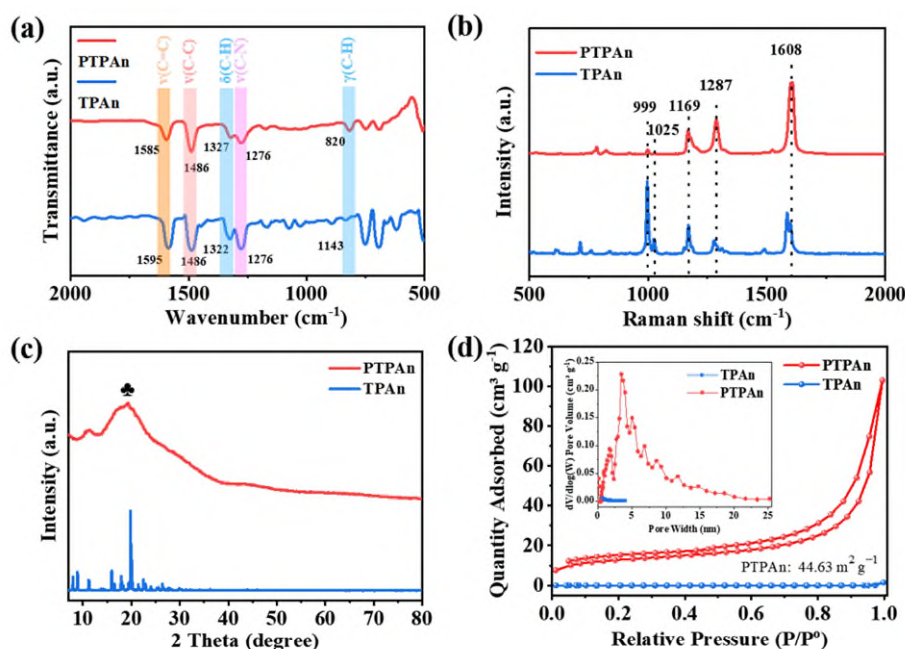 (a)
PTPAn
TPAn
ν(C=C)
ν(C-C)
δ(C-H)
ν(C-N)
γ(C-H)
1585
1486
1327
1276
820
1595
1486
1322
1276
1143
Transmittance (a.u.)
2000 1500 1000 500
Wavenumber (cm⁻¹)
(b)
PTPAn
TPAn
999
1025
1169
1287
1608
Intensity (a.u.)
500 1000 1500 2000
Raman shift (cm⁻¹)
(c)
PTPAn
TPAn
♣
Intensity (a.u.)
10 20 30 40 50 60 70 80
2 Theta (degree)
(d)
PTPAn
TPAn
120
100
80
60
40
20
0
Quantity Adsorbed (cm³ g⁻¹)
0.0 0.2 0.4 0.6 0.8 1.0
Relative Pressure (P/P⁰)
PTPAn: 44.63 m² g⁻¹
TPAn
PTPAn
0.25
0.20
0.15
0.10
0.05
0.00
dV/dlog(W) Pore Volume (cm³ g⁻¹)
0 5 10 15 20 25
Pore Width (nm)